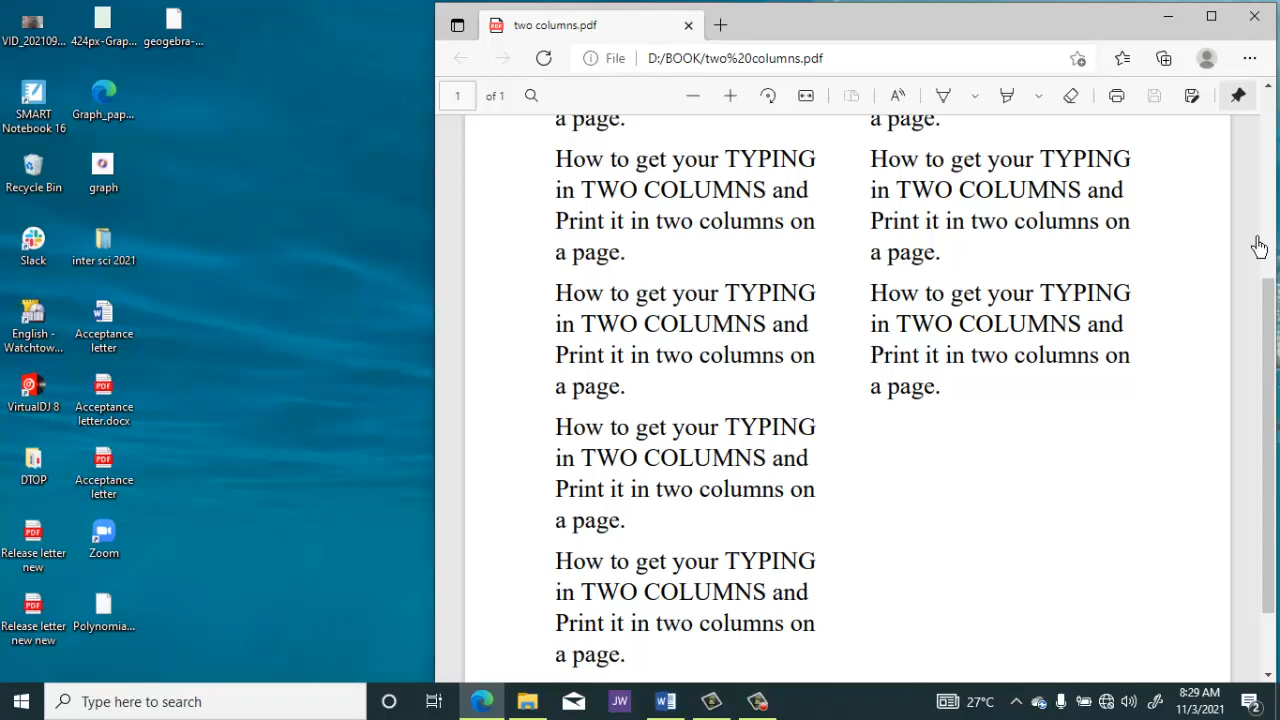 VID_202109...
424px-Grap...
geogebra-...
SMART
Notebook 16
Graph_pap...
Recycle Bin
graph
Slack
inter sci 2021
English -
Watchtow...
Acceptance
letter
VirtualDJ 8
Acceptance
letter.docx
DTOP
Acceptance
letter
Release letter
new
Zoom
Release letter
new new
Polynomia...
two columns.pdf
File
D:/BOOK/two%20columns.pdf
1
of 1
a page.
How to get your TYPING
in TWO COLUMNS and
Print it in two columns on
a page.
How to get your TYPING
in TWO COLUMNS and
Print it in two columns on
a page.
How to get your TYPING
in TWO COLUMNS and
Print it in two columns on
a page.
How to get your TYPING
in TWO COLUMNS and
Print it in two columns on
a page.
a page.
How to get your TYPING
in TWO COLUMNS and
Print it in two columns on
a page.
How to get your TYPING
in TWO COLUMNS and
Print it in two columns on
a page.
Type here to search
JW
27°C
8:29 AM
11/3/2021
2